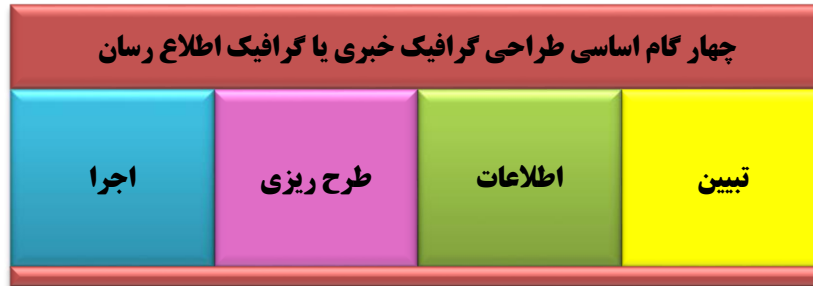 چهار گام اساسی طراحی گرافیک خبری یا گرافیک اطلاع رسان
تبیین
اطلاعات
طرح ریزی
اجرا